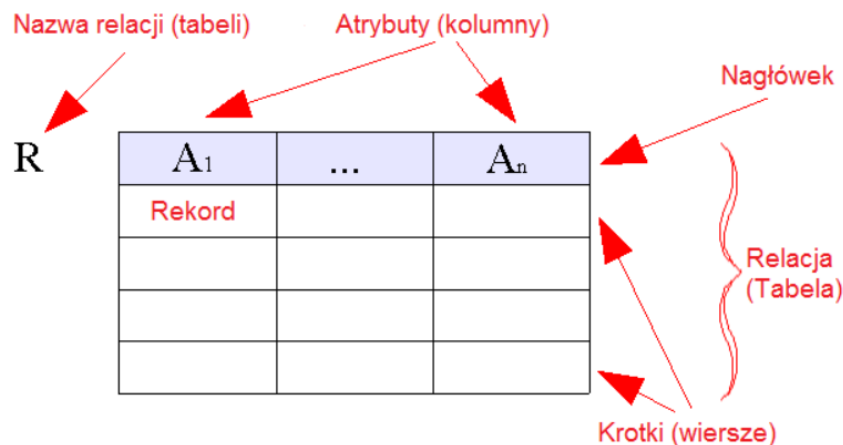 Nazwa relacji (tabeli)
Atrybuty (kolumny)
Nagłówek
R
A1 ... An
Rekord
Relacja
(Tabela)
Krotki (wiersze)